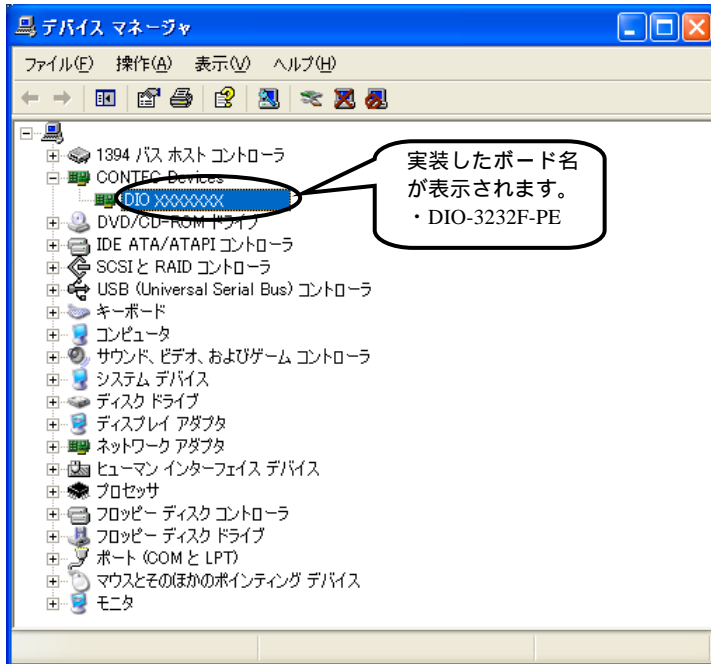 デバイス マネージャ
ファイル(F) 操作(A) 表示(V) ヘルプ(H)
1394 バス ホスト コントローラ
CONTEC Devices
DIO XXXXXXXX
DVD/CD-ROM ドライブ
IDE ATA/ATAPI コントローラ
SCSI と RAID コントローラ
USB (Universal Serial Bus) コントローラ
キーボード
コンピュータ
サウンド、ビデオ、およびゲーム コントローラ
システム デバイス
ディスク ドライブ
ディスプレイ アダプタ
ネットワーク アダプタ
ヒューマン インターフェイス デバイス
プロセッサ
フロッピー ディスク コントローラ
フロッピー ディスク ドライブ
ポート (COM と LPT)
マウスとそのほかのポインティング デバイス
モニタ
実装したボード名
が表示されます。
・DIO-3232F-PE